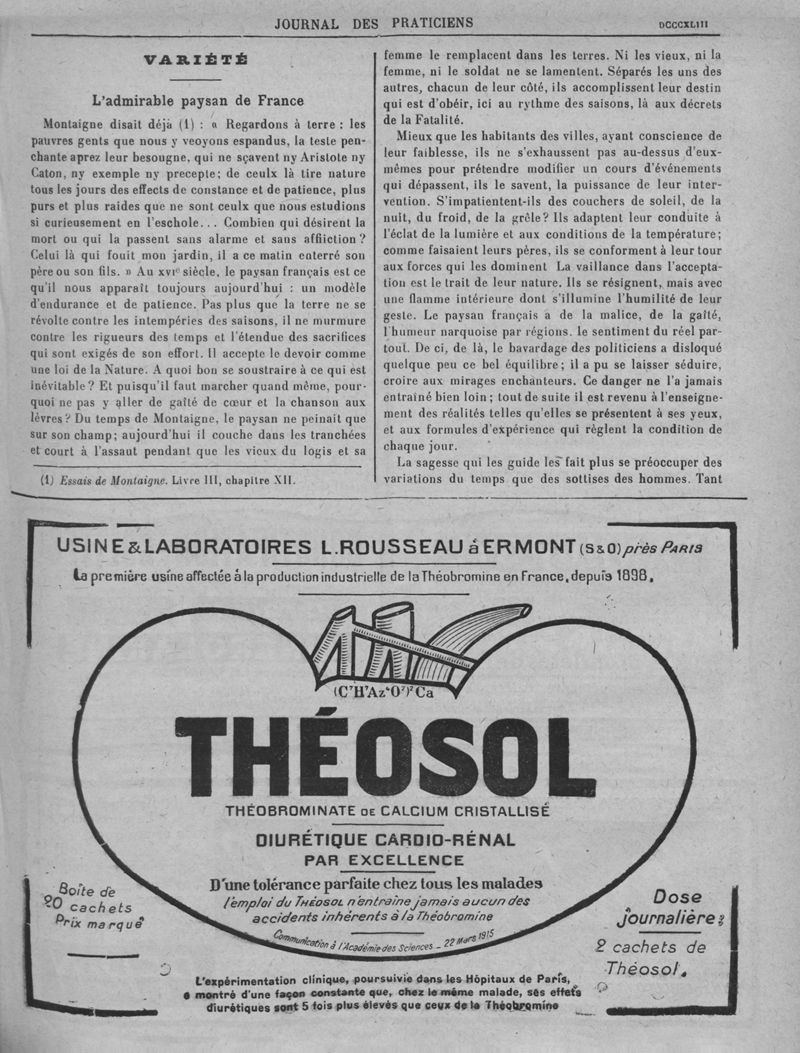 JOURNAL DES PRATICIENS
DCCCXLIII
VARIÉTÉ
L'admirable paysan de France
Montaigne disait déjà (1) : « Regardons à terre : les
pauvres gents que nous y veoyons espandus, la teste pen-
chante aprez leur besougne, qui ne sçavent ny Aristote ny
Caton, ny exemple ny precepte; de ceulx là tire nature
tous les jours des effects de constance et de patience, plus
purs et plus raides que ne sont ceulx que nous estudions
si curieusement en l'eschole... Combien qui désirent la
mort ou qui la passent sans alarme et sans affliction?
Celui là qui fouit mon jardin, il a ce matin enterré son
père ou son fils. » Au XVIe siècle, le paysan français est ce
qu'il nous apparaît toujours aujourd'hui : un modèle
d'endurance et de patience. Pas plus que la terre ne se
révolte contre les intempéries des saisons, il ne murmure
contre les rigueurs des temps et l'étendue des sacrifices
qui sont exigés de son effort. Il accepte le devoir comme
une loi de la Nature. A quoi bon se soustraire à ce qui est
inévitable? Et puisqu'il faut marcher quand même, pour-
quoi ne pas y aller de gaîté de cœur et la chanson aux
lèvres? Du temps de Montaigne, le paysan ne peinait que
sur son champ; aujourd'hui il couche dans les tranchées
et court à l'assaut pendant que les vieux du logis et sa
(1) Essais de Montaigne. Livre III, chapitre XII.
femme le remplacent dans les terres. Ni les vieux, ni la
femme, ni le soldat ne se lamentent. Séparés les uns des
autres, chacun de leur côté, ils accomplissent leur destin
qui est d'obéir, ici au rythme des saisons, là aux décrets
de la Fatalité.
Mieux que les habitants des villes, ayant conscience de
leur faiblesse, ils ne s'exhaussent pas au-dessus d'eux-
mêmes pour prétendre modifier un cours d'événements
qui dépassent, ils le savent, la puissance de leur inter-
vention. S'impatientent-ils des couchers de soleil, de la
nuit, du froid, de la grêle? Ils adaptent leur conduite à
l'éclat de la lumière et aux conditions de la température;
comme faisaient leurs pères, ils se conforment à leur tour
aux forces qui les dominent La vaillance dans l'accepta-
tion est le trait de leur nature. Ils se résignent, mais avec
une flamme intérieure dont s'illumine l'humilité de leur
geste. Le paysan français a de la malice, de la gaîté,
l'humeur narquoise par régions. le sentiment du réel par-
tout. De ci, de là, le bavardage des politiciens a disloqué
quelque peu ce bel équilibre; il a pu se laisser séduire,
croire aux mirages enchanteurs. Ce danger ne l'a jamais
entraîné bien loin; tout de suite il est revenu à l'enseigne-
ment des réalités telles qu'elles se présentent à ses yeux,
et aux formules d'expérience qui règlent la condition de
chaque jour.
La sagesse qui les guide les fait plus se préoccuper des
variations du temps que des sottises des hommes. Tant
USINE & LABORATOIRES L.ROUSSEAU à ERMONT (S&O) près PARIS
La première usine affectée à la production industrielle de la Théobromine en France, depuis 1898.
(C7H7Az4O2)2Ca
THÉOSOL
THÉOBROMINATE DE CALCIUM CRISTALLISÉ
DIURÉTIQUE CARDIO-RÉNAL
PAR EXCELLENCE
D'une tolérance parfaite chez tous les malades
l'emploi du THÉOSOL n'entraine jamais aucun des
accidents inhérents à la Théobromine
Communication à l'Académie des Sciences - 22 Mars 1915
Boîte de
20 cachets
Prix marqué
Dose
journalière:
2 cachets de
Théosol.
L'expérimentation clinique, poursuivie dans les Hôpitaux de Paris,
a montré d'une façon constante que, chez le même malade, ses effets
diurétiques sont 5 fois plus élevés que ceux de la Théobromine